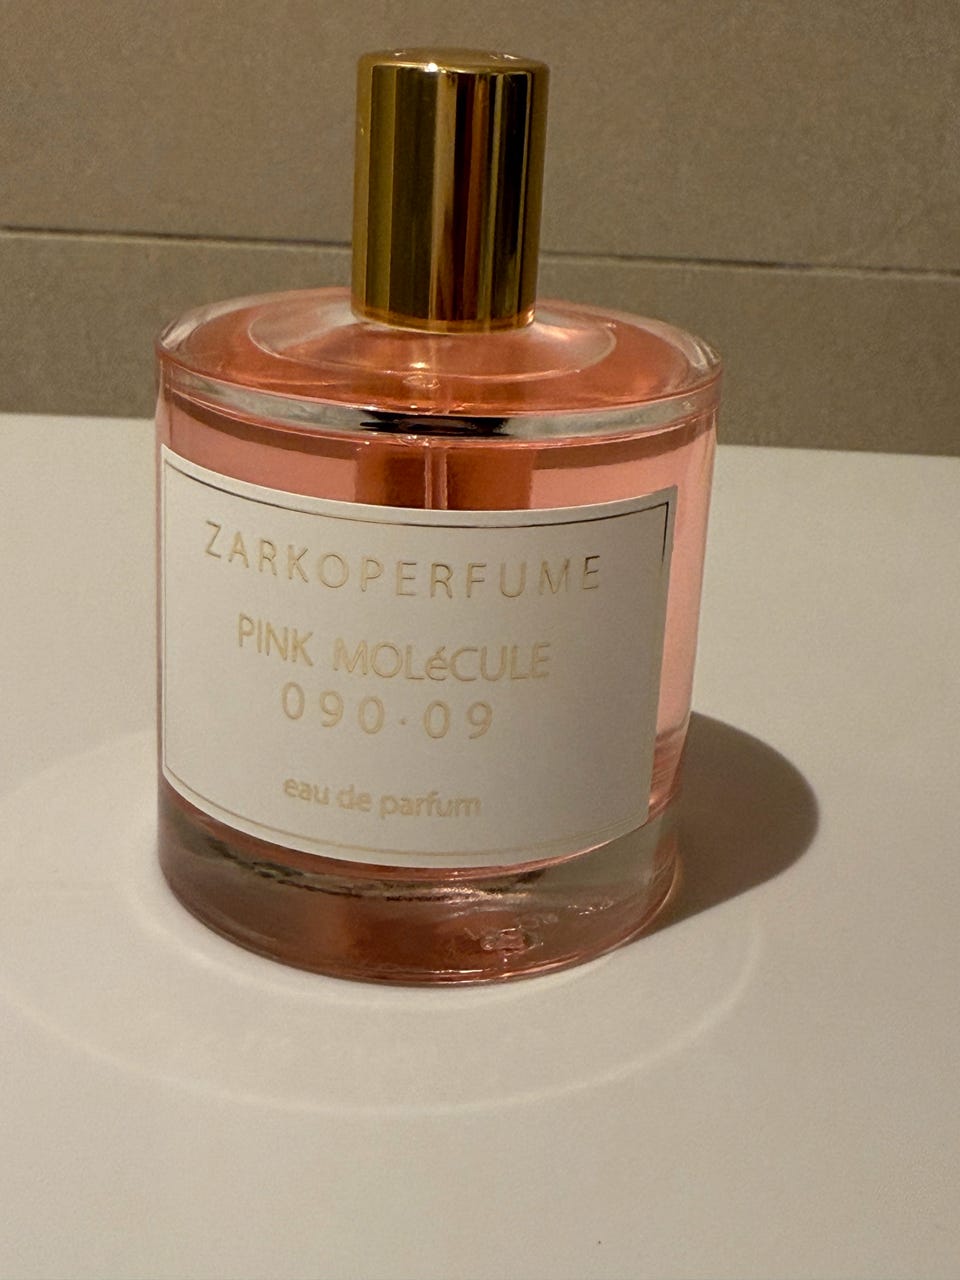 ZARKOPERFUME
PINK MOLéCULE
090·09
eau de parfum